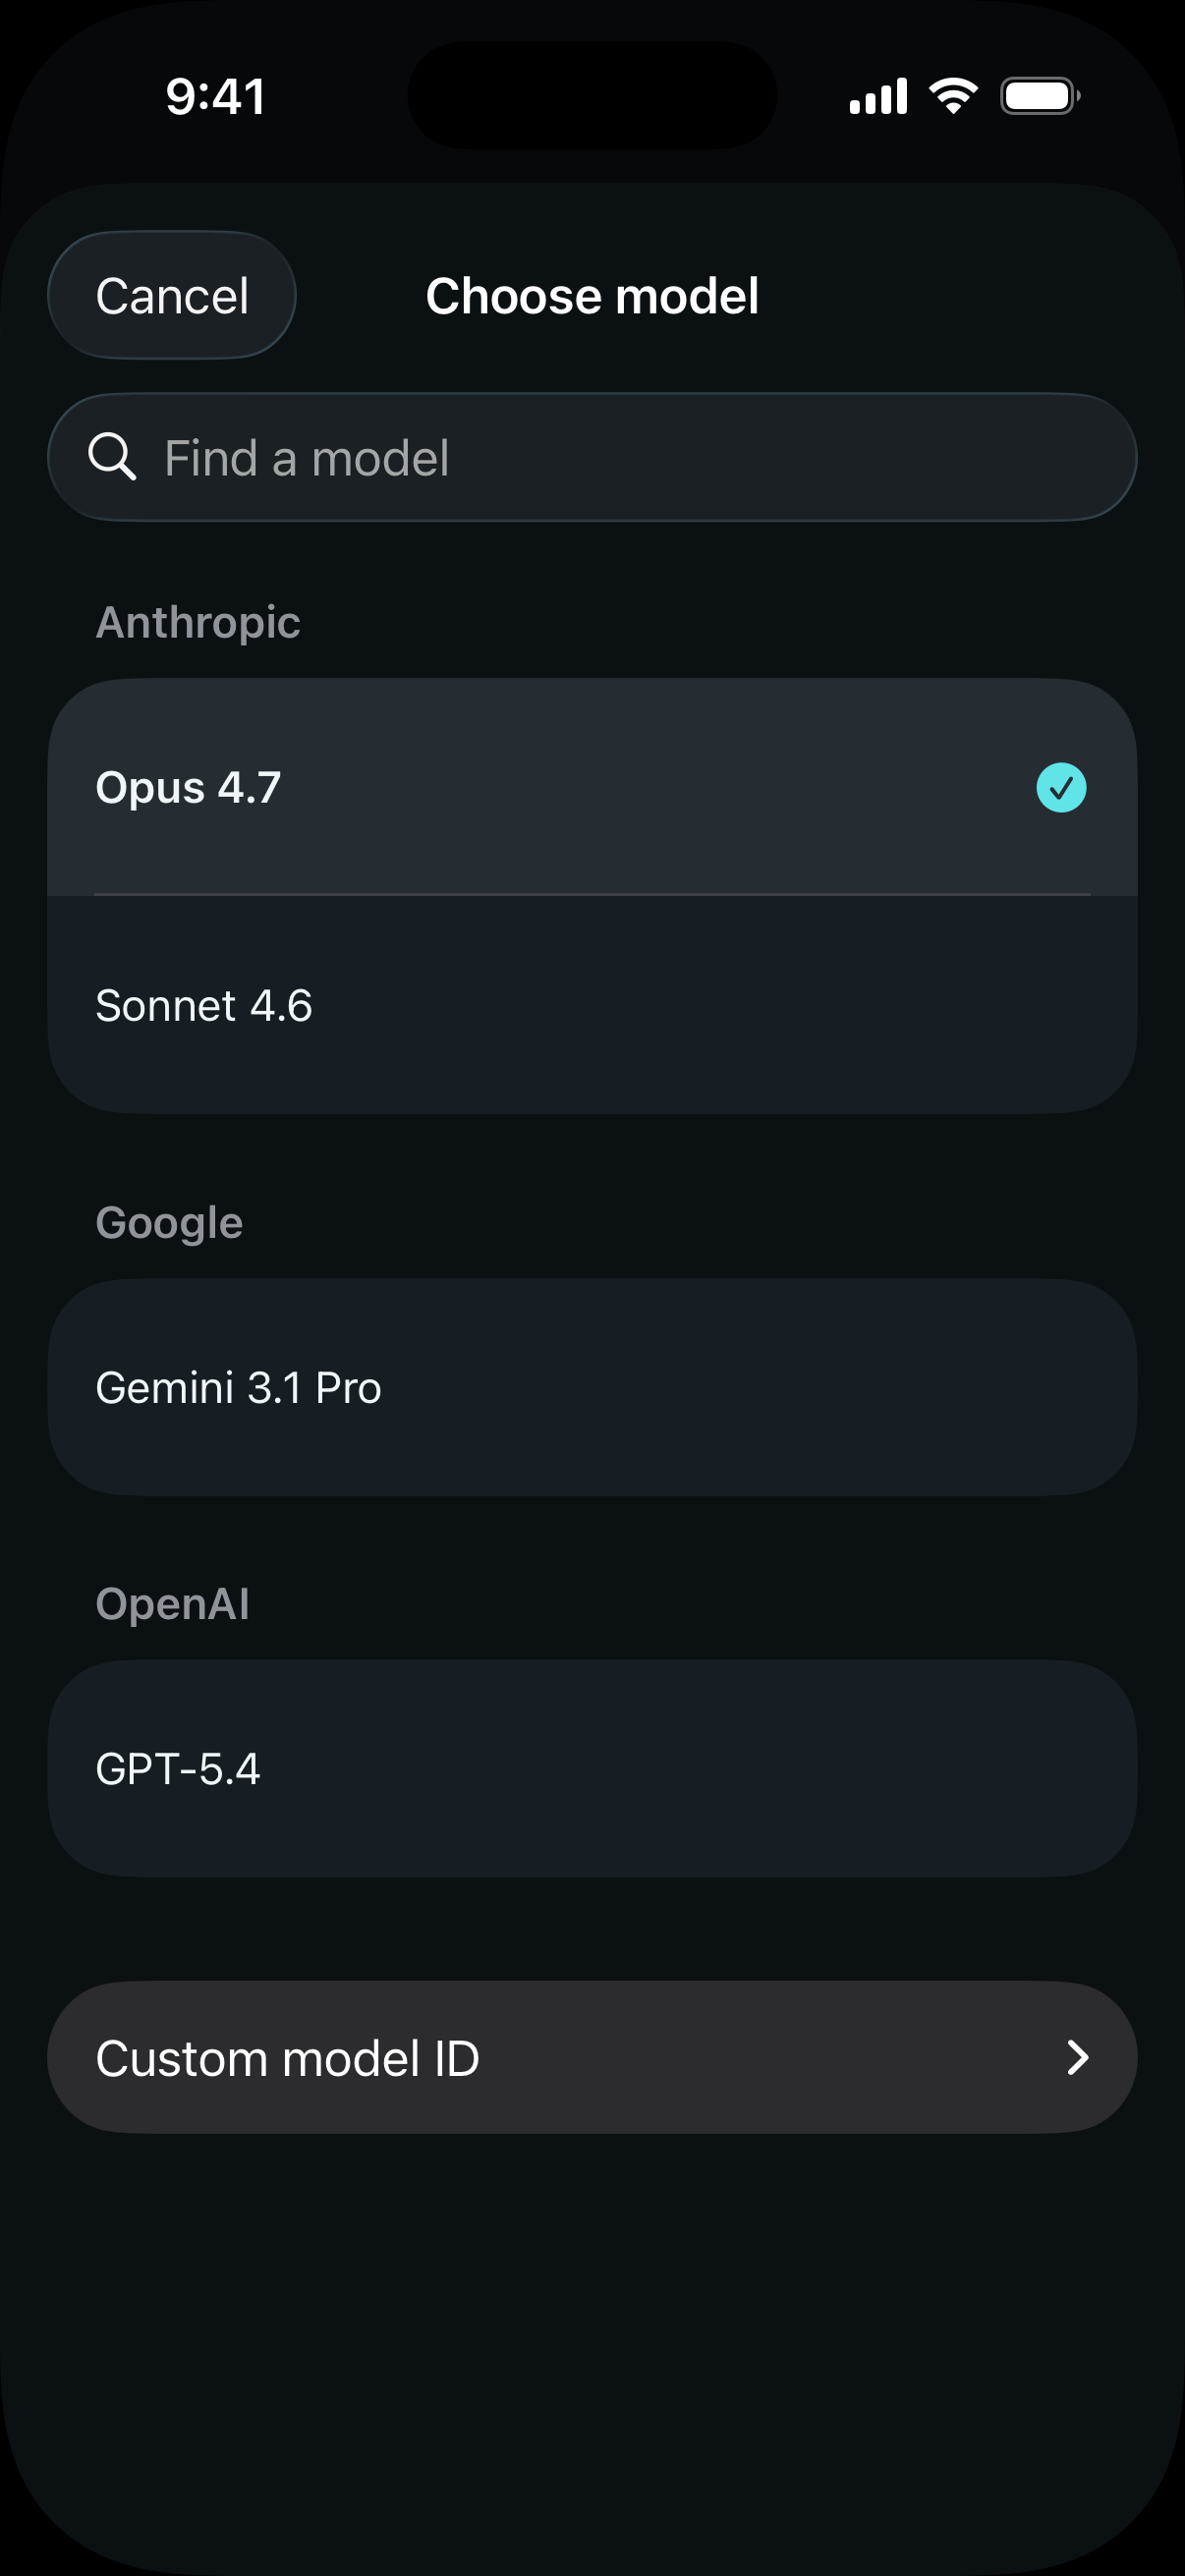 9:41
Cancel
Choose model
Find a model
Anthropic
Opus 4.7
Sonnet 4.6
Google
Gemini 3.1 Pro
OpenAI
GPT-5.4
Custom model ID